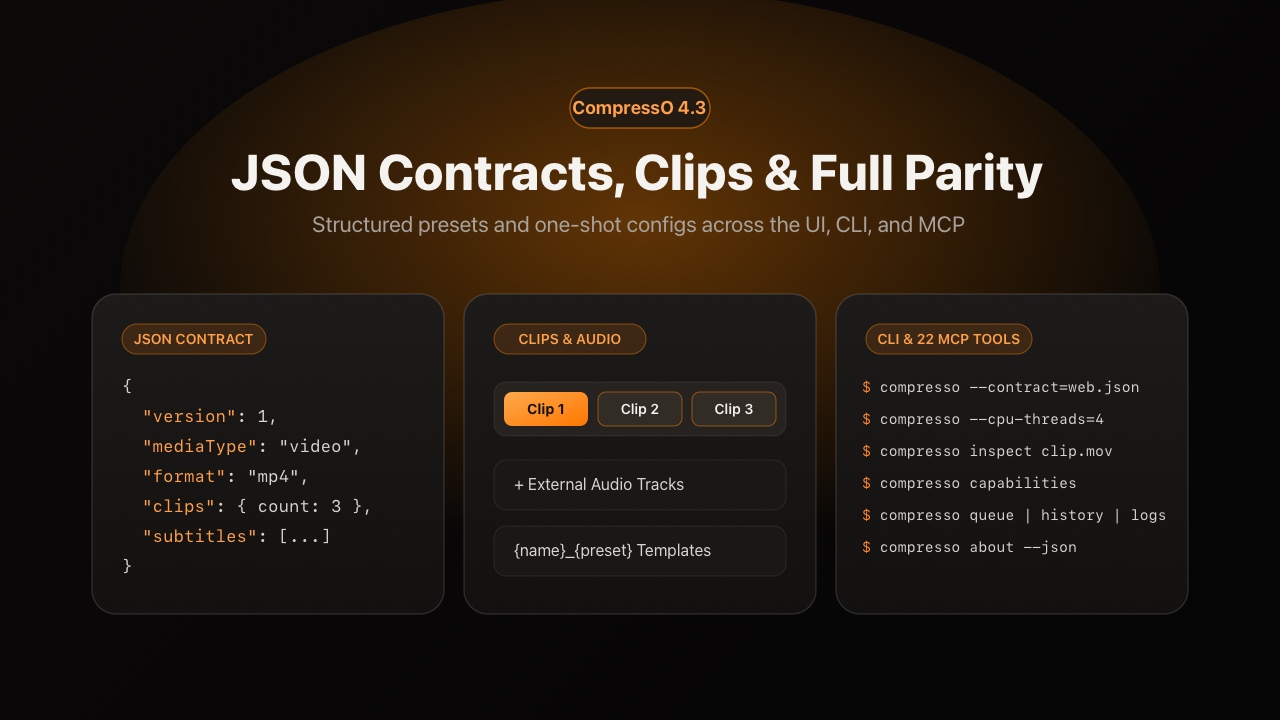 CompressO 4.3
JSON Contracts, Clips & Full Parity
Structured presets and one-shot configs across the UI, CLI, and MCP
JSON CONTRACT
{
"version": 1,
"mediaType": "video",
"format": "mp4",
"clips": { count: 3 },
"subtitles": [...]
}
CLIPS & AUDIO
Clip 1 Clip 2 Clip 3
+ External Audio Tracks
{name}_{preset} Templates
CLI & 22 MCP TOOLS
$ compresso --contract=web.json
$ compresso --cpu-threads=4
$ compresso inspect clip.mov
$ compresso capabilities
$ compresso queue | history | logs
$ compresso about --json